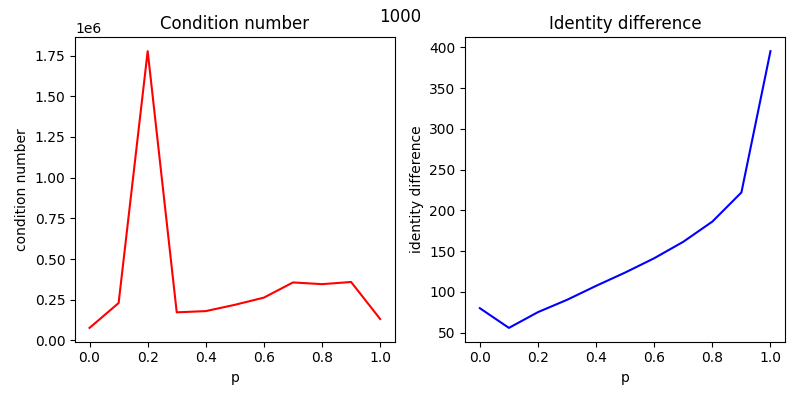 1000
Condition number
1e6
condition number
1.75
1.50
1.25
1.00
0.75
0.50
0.25
0.00
0.0 0.2 0.4 0.6 0.8 1.0
p
Identity difference
identity difference
400
350
300
250
200
150
100
50
0.0 0.2 0.4 0.6 0.8 1.0
p